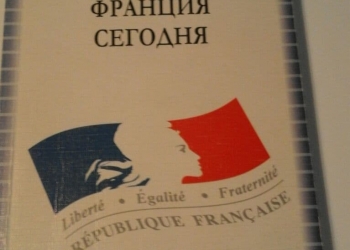 ФРАНЦИЯ
СЕГОДНЯ
Liberté • Égalité • Fraternité
RÉPUBLIQUE FRANÇAISE